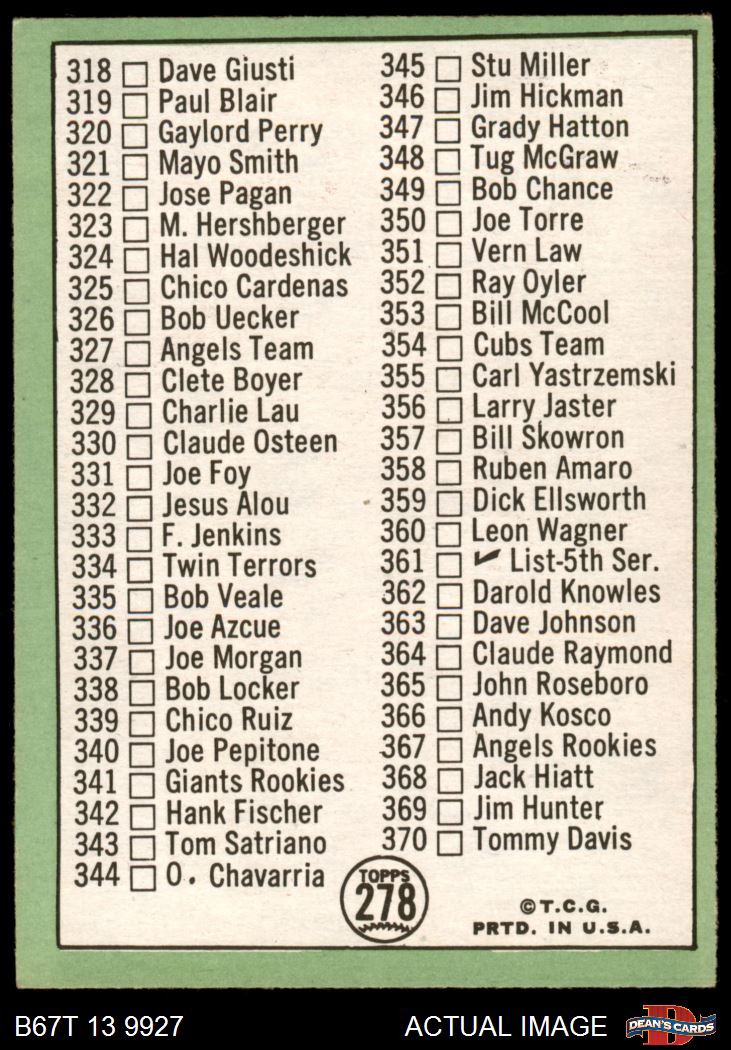 318 Dave Giusti
319 Paul Blair
320 Gaylord Perry
321 Mayo Smith
322 Jose Pagan
323 M. Hershberger
324 Hal Woodeshick
325 Chico Cardenas
326 Bob Uecker
327 Angels Team
328 Clete Boyer
329 Charlie Lau
330 Claude Osteen
331 Joe Foy
332 Jesus Alou
333 F. Jenkins
334 Twin Terrors
335 Bob Veale
336 Joe Azcue
337 Joe Morgan
338 Bob Locker
339 Chico Ruiz
340 Joe Pepitone
341 Giants Rookies
342 Hank Fischer
343 Tom Satriano
344 O. Chavarria
345 Stu Miller
346 Jim Hickman
347 Grady Hatton
348 Tug McGraw
349 Bob Chance
350 Joe Torre
351 Vern Law
352 Ray Oyler
353 Bill McCool
354 Cubs Team
355 Carl Yastrzemski
356 Larry Jaster
357 Bill Skowron
358 Ruben Amaro
359 Dick Ellsworth
360 Leon Wagner
361 ✔ List-5th Ser.
362 Darold Knowles
363 Dave Johnson
364 Claude Raymond
365 John Roseboro
366 Andy Kosco
367 Angels Rookies
368 Jack Hiatt
369 Jim Hunter
370 Tommy Davis
TOPPS
278
©T.C.G.
PRTD. IN U.S.A.
B67T 13 9927
ACTUAL IMAGE
D
DEAN'S CARDS